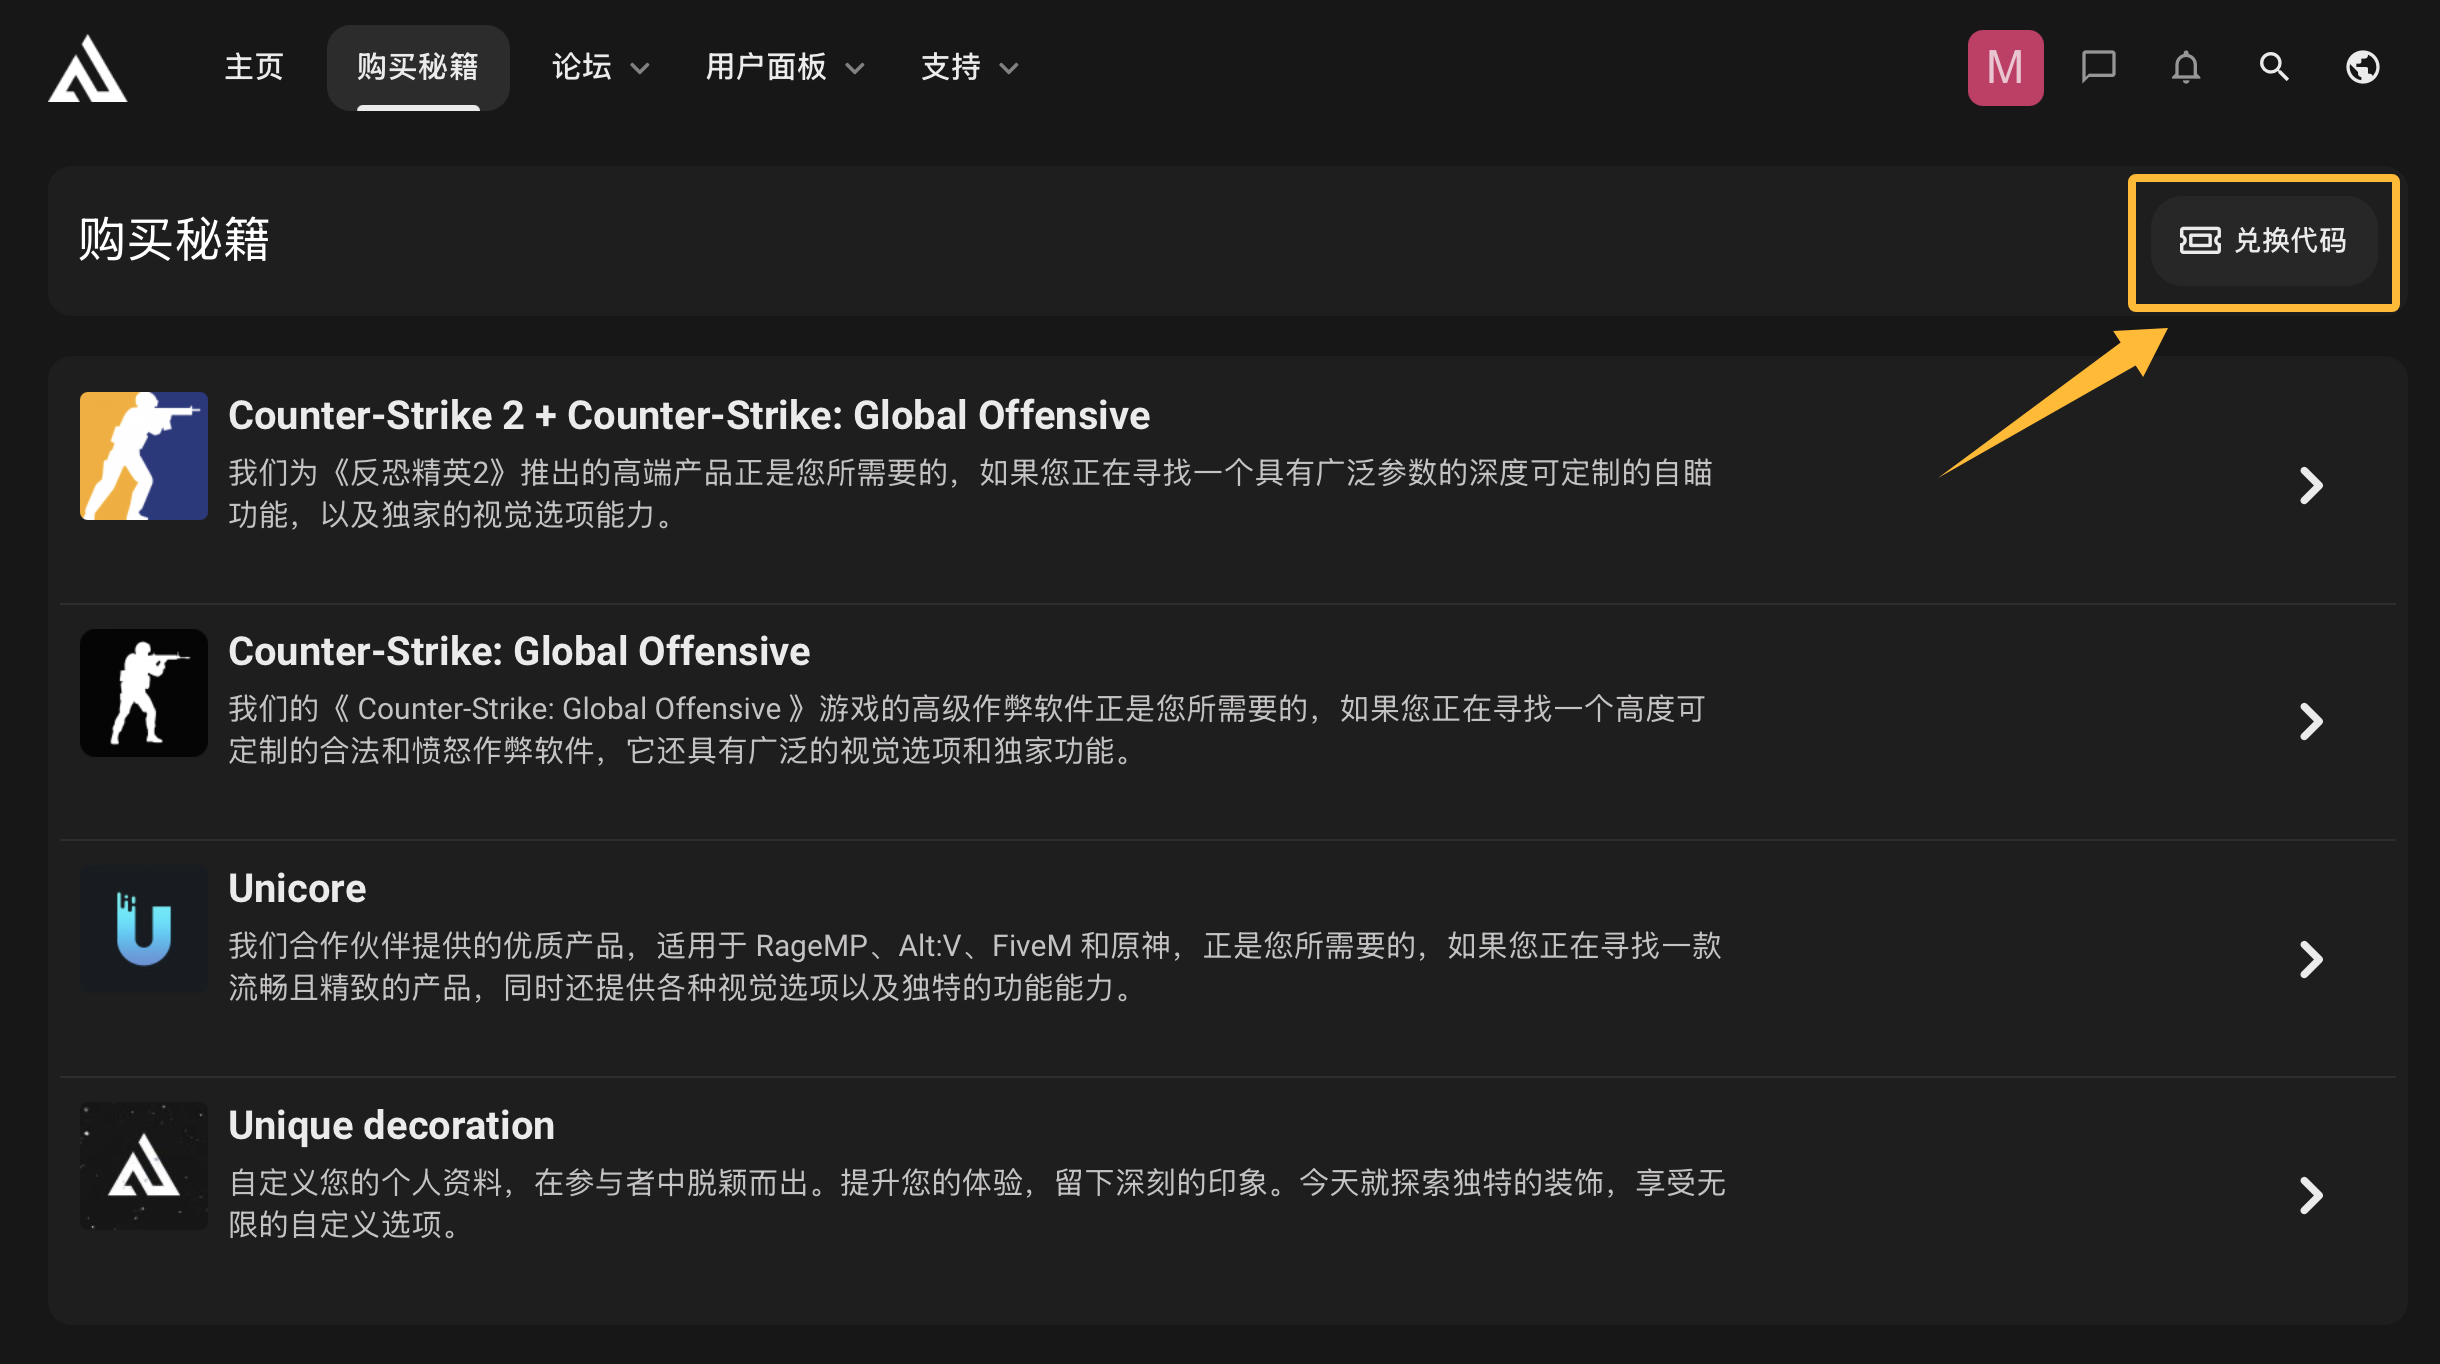 主页
购买秘籍
论坛
用户面板
支持
M
购买秘籍
兑换代码
Counter-Strike 2 + Counter-Strike: Global Offensive
我们为《反恐精英2》推出的高端产品正是您所需要的，如果您正在寻找一个具有广泛参数的深度可定制的自瞄
功能，以及独家的视觉选项能力。
Counter-Strike: Global Offensive
我们的《 Counter-Strike: Global Offensive 》游戏的高级作弊软件正是您所需要的，如果您正在寻找一个高度可
定制的合法和愤怒作弊软件，它还具有广泛的视觉选项和独家功能。
Unicore
我们合作伙伴提供的优质产品，适用于 RageMP、Alt:V、FiveM 和原神，正是您所需要的，如果您正在寻找一款
流畅且精致的产品，同时还提供各种视觉选项以及独特的功能能力。
Unique decoration
自定义您的个人资料，在参与者中脱颖而出。提升您的体验，留下深刻的印象。今天就探索独特的装饰，享受无
限的自定义选项。